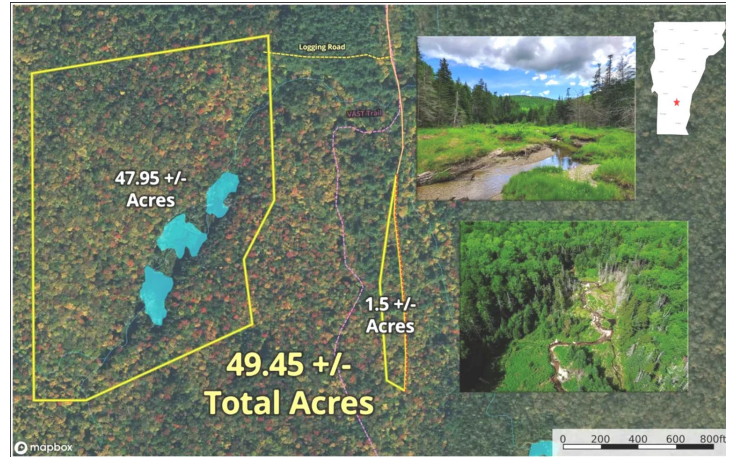 Logging Road
VAST Trail
47.95 +/-
Acres
1.5 +/-
Acres
49.45 +/-
Total Acres
mapbox
0 200 400 600 800ft